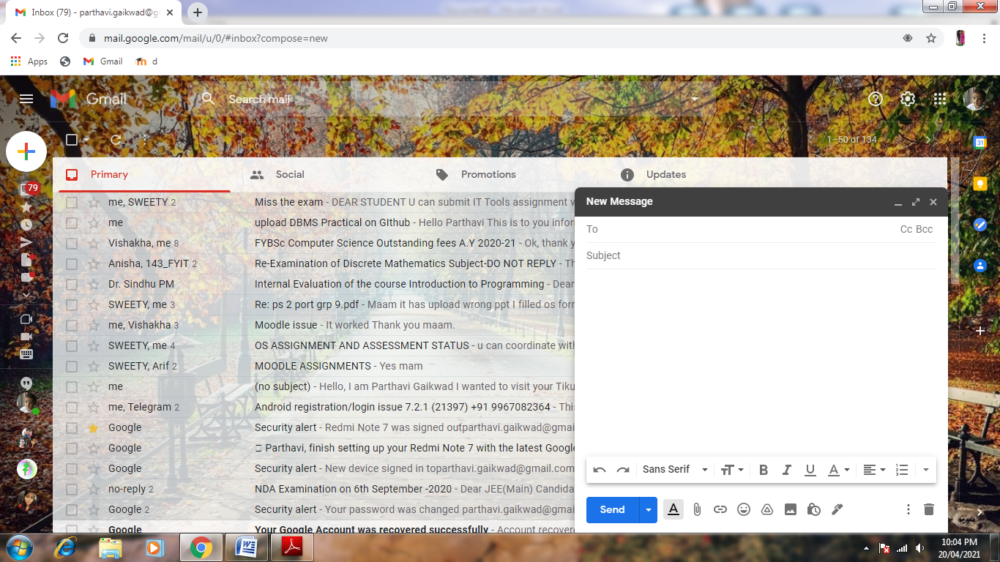 Inbox (79) - parthavi.gaikwad@g
mail.google.com/mail/u/0/#inbox?compose=new
Apps Gmail d
Gmail Search mail
1–50 of 134
31
79
Primary Social Promotions Updates
me, SWEETY 2 Miss the exam - DEAR STUDENT U can submit IT Tools assignment
me upload DBMS Practical on GIthub - Hello Parthavi This is to you infor
Vishakha, me 8 FYBSc Computer Science Outstanding fees A.Y 2020-21 - Ok, thank y
Anisha, 143_FYIT 2 Re-Examination of Discrete Mathematics Subject-DO NOT REPLY - Th
Dr. Sindhu PM Internal Evaluation of the course Introduction to Programming - Dear
SWEETY, me 3 Re: ps 2 port grp 9.pdf - Maam it has upload wrong ppt I filled os for
me, Vishakha 3 Moodle issue - It worked Thank you maam.
SWEETY, me 4 OS ASSIGNMENT AND ASSESSMENT STATUS - u can coordinate with
SWEETY, Arif 2 MOODLE ASSIGNMENTS - Yes mam
me (no subject) - Hello, I am Parthavi Gaikwad I wanted to visit your Tiku
me, Telegram 2 Android registration/login issue 7.2.1 (21397) +91 9967082364 - This
Google Security alert - Redmi Note 7 was signed outparthavi.gaikwad@gmai
Google Parthavi, finish setting up your Redmi Note 7 with the latest Google
Google Security alert - New device signed in toparthavi.gaikwad@gmail.com
no-reply 2 NDA Examination on 6th September -2020 - Dear JEE(Main) Candida
Google 2 Security alert - Your password was changed parthavi.gaikwad@gmai
Google Your Google Account was recovered successfully - Account recovere
New Message
To Cc Bcc
Subject
Sans Serif
Send
10:04 PM
20/04/2021